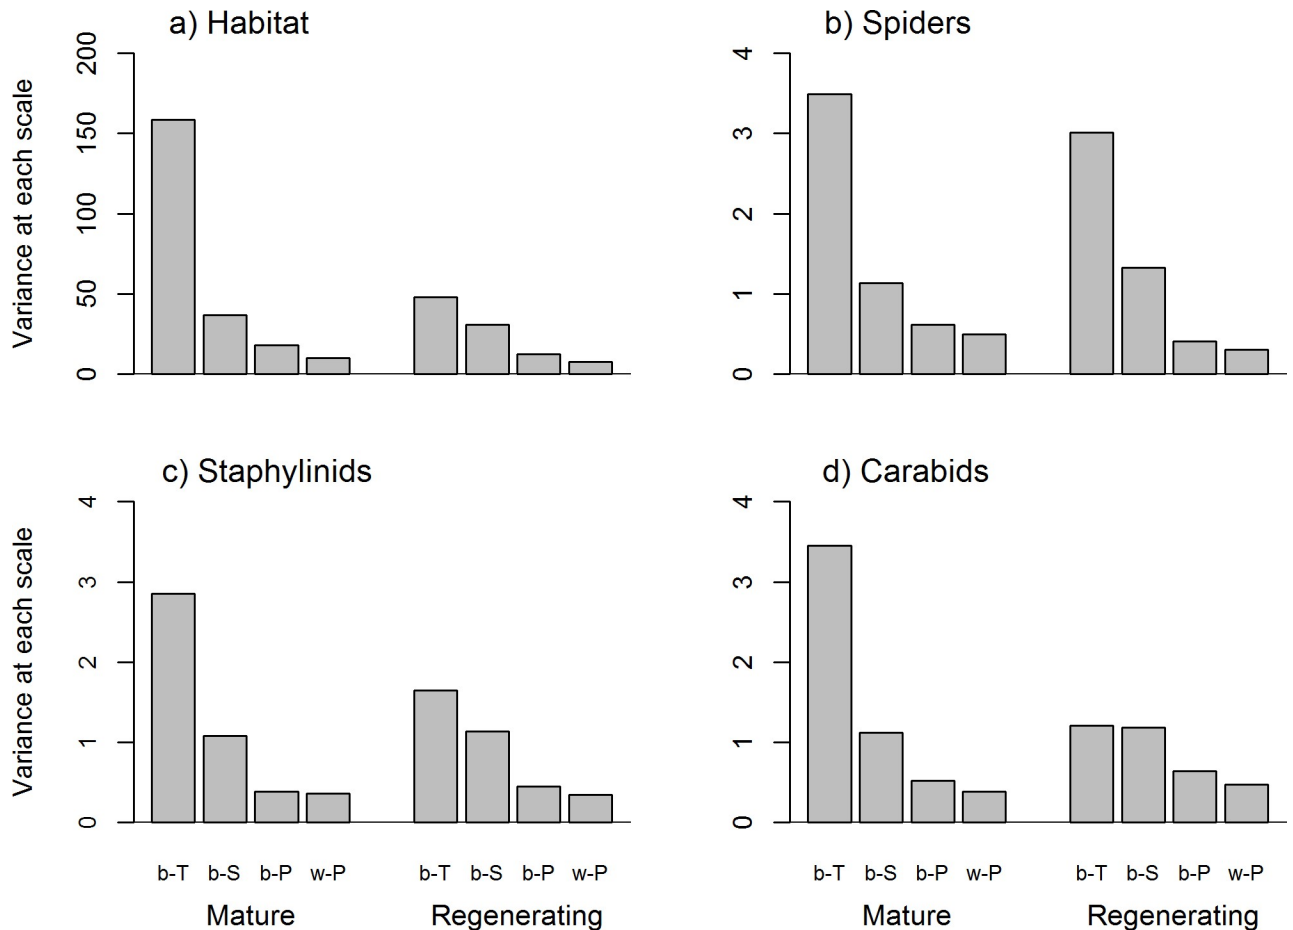 a) Habitat
Variance at each scale
200
150
100
50
0
b) Spiders
4
3
2
1
0
c) Staphylinids
Variance at each scale
4
3
2
1
0
b-T b-S b-P w-P b-T b-S b-P w-P
Mature Regenerating
d) Carabids
4
3
2
1
0
b-T b-S b-P w-P b-T b-S b-P w-P
Mature Regenerating